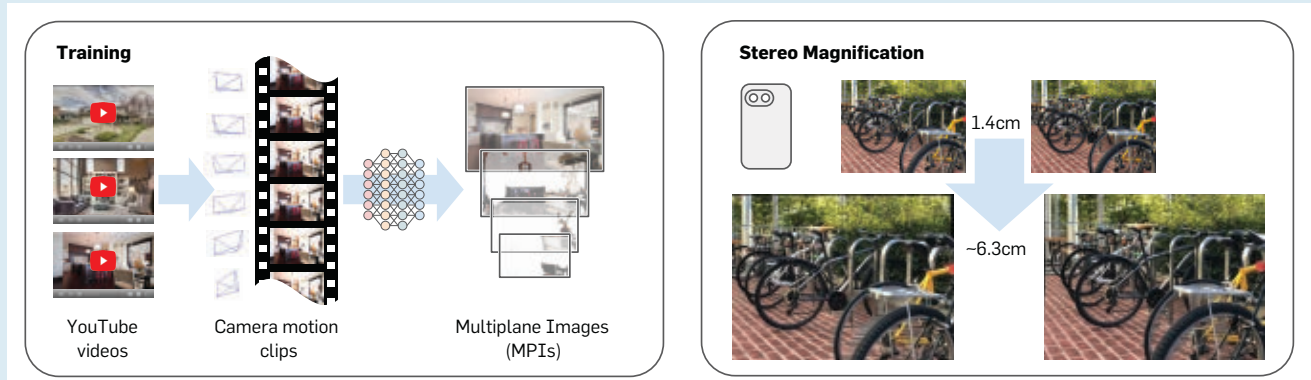 Training
YouTube
videos
Camera motion
clips
Multiplane Images
(MPIs)
Stereo Magnification
1.4cm
~6.3cm